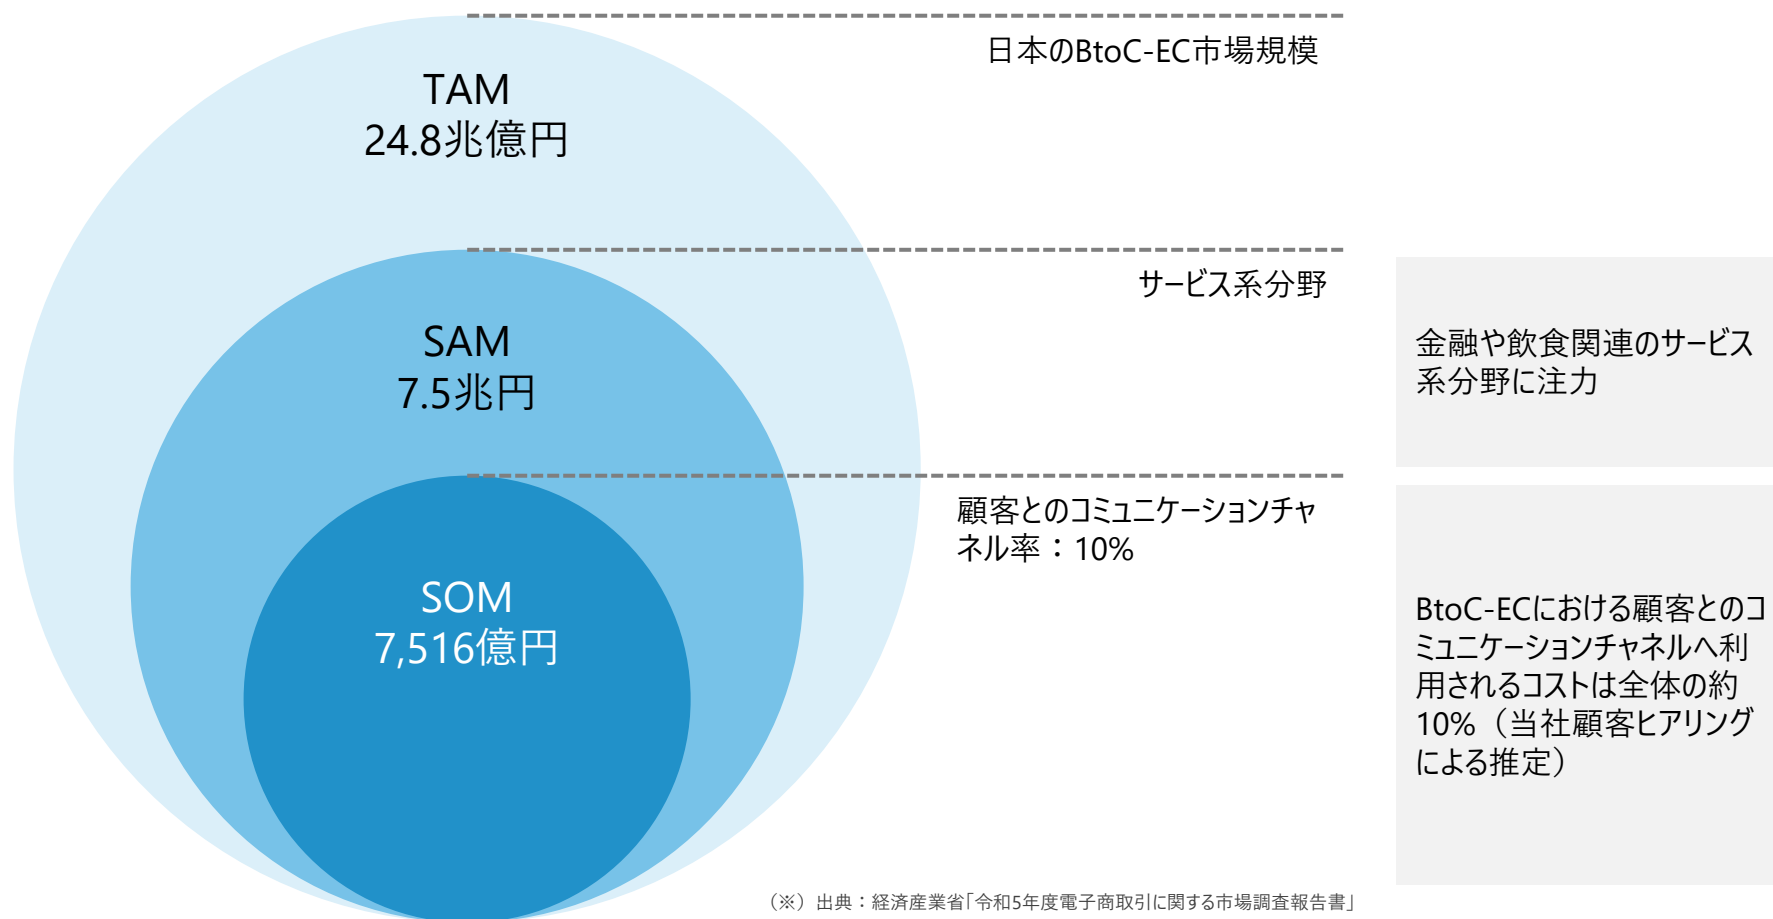 日本のBtoC-EC市場規模
TAM
24.8兆億円
サービス系分野
SAM
7.5兆円
金融や飲食関連のサービス
系分野に注力
顧客とのコミュニケーションチャ
ネル率：10%
SOM
7,516億円
BtoC-ECにおける顧客とのコ
ミュニケーションチャネルへ利
用されるコストは全体の約
10%（当社顧客ヒアリング
による推定）
（※）出典：経済産業省「令和5年度電子商取引に関する市場調査報告書」